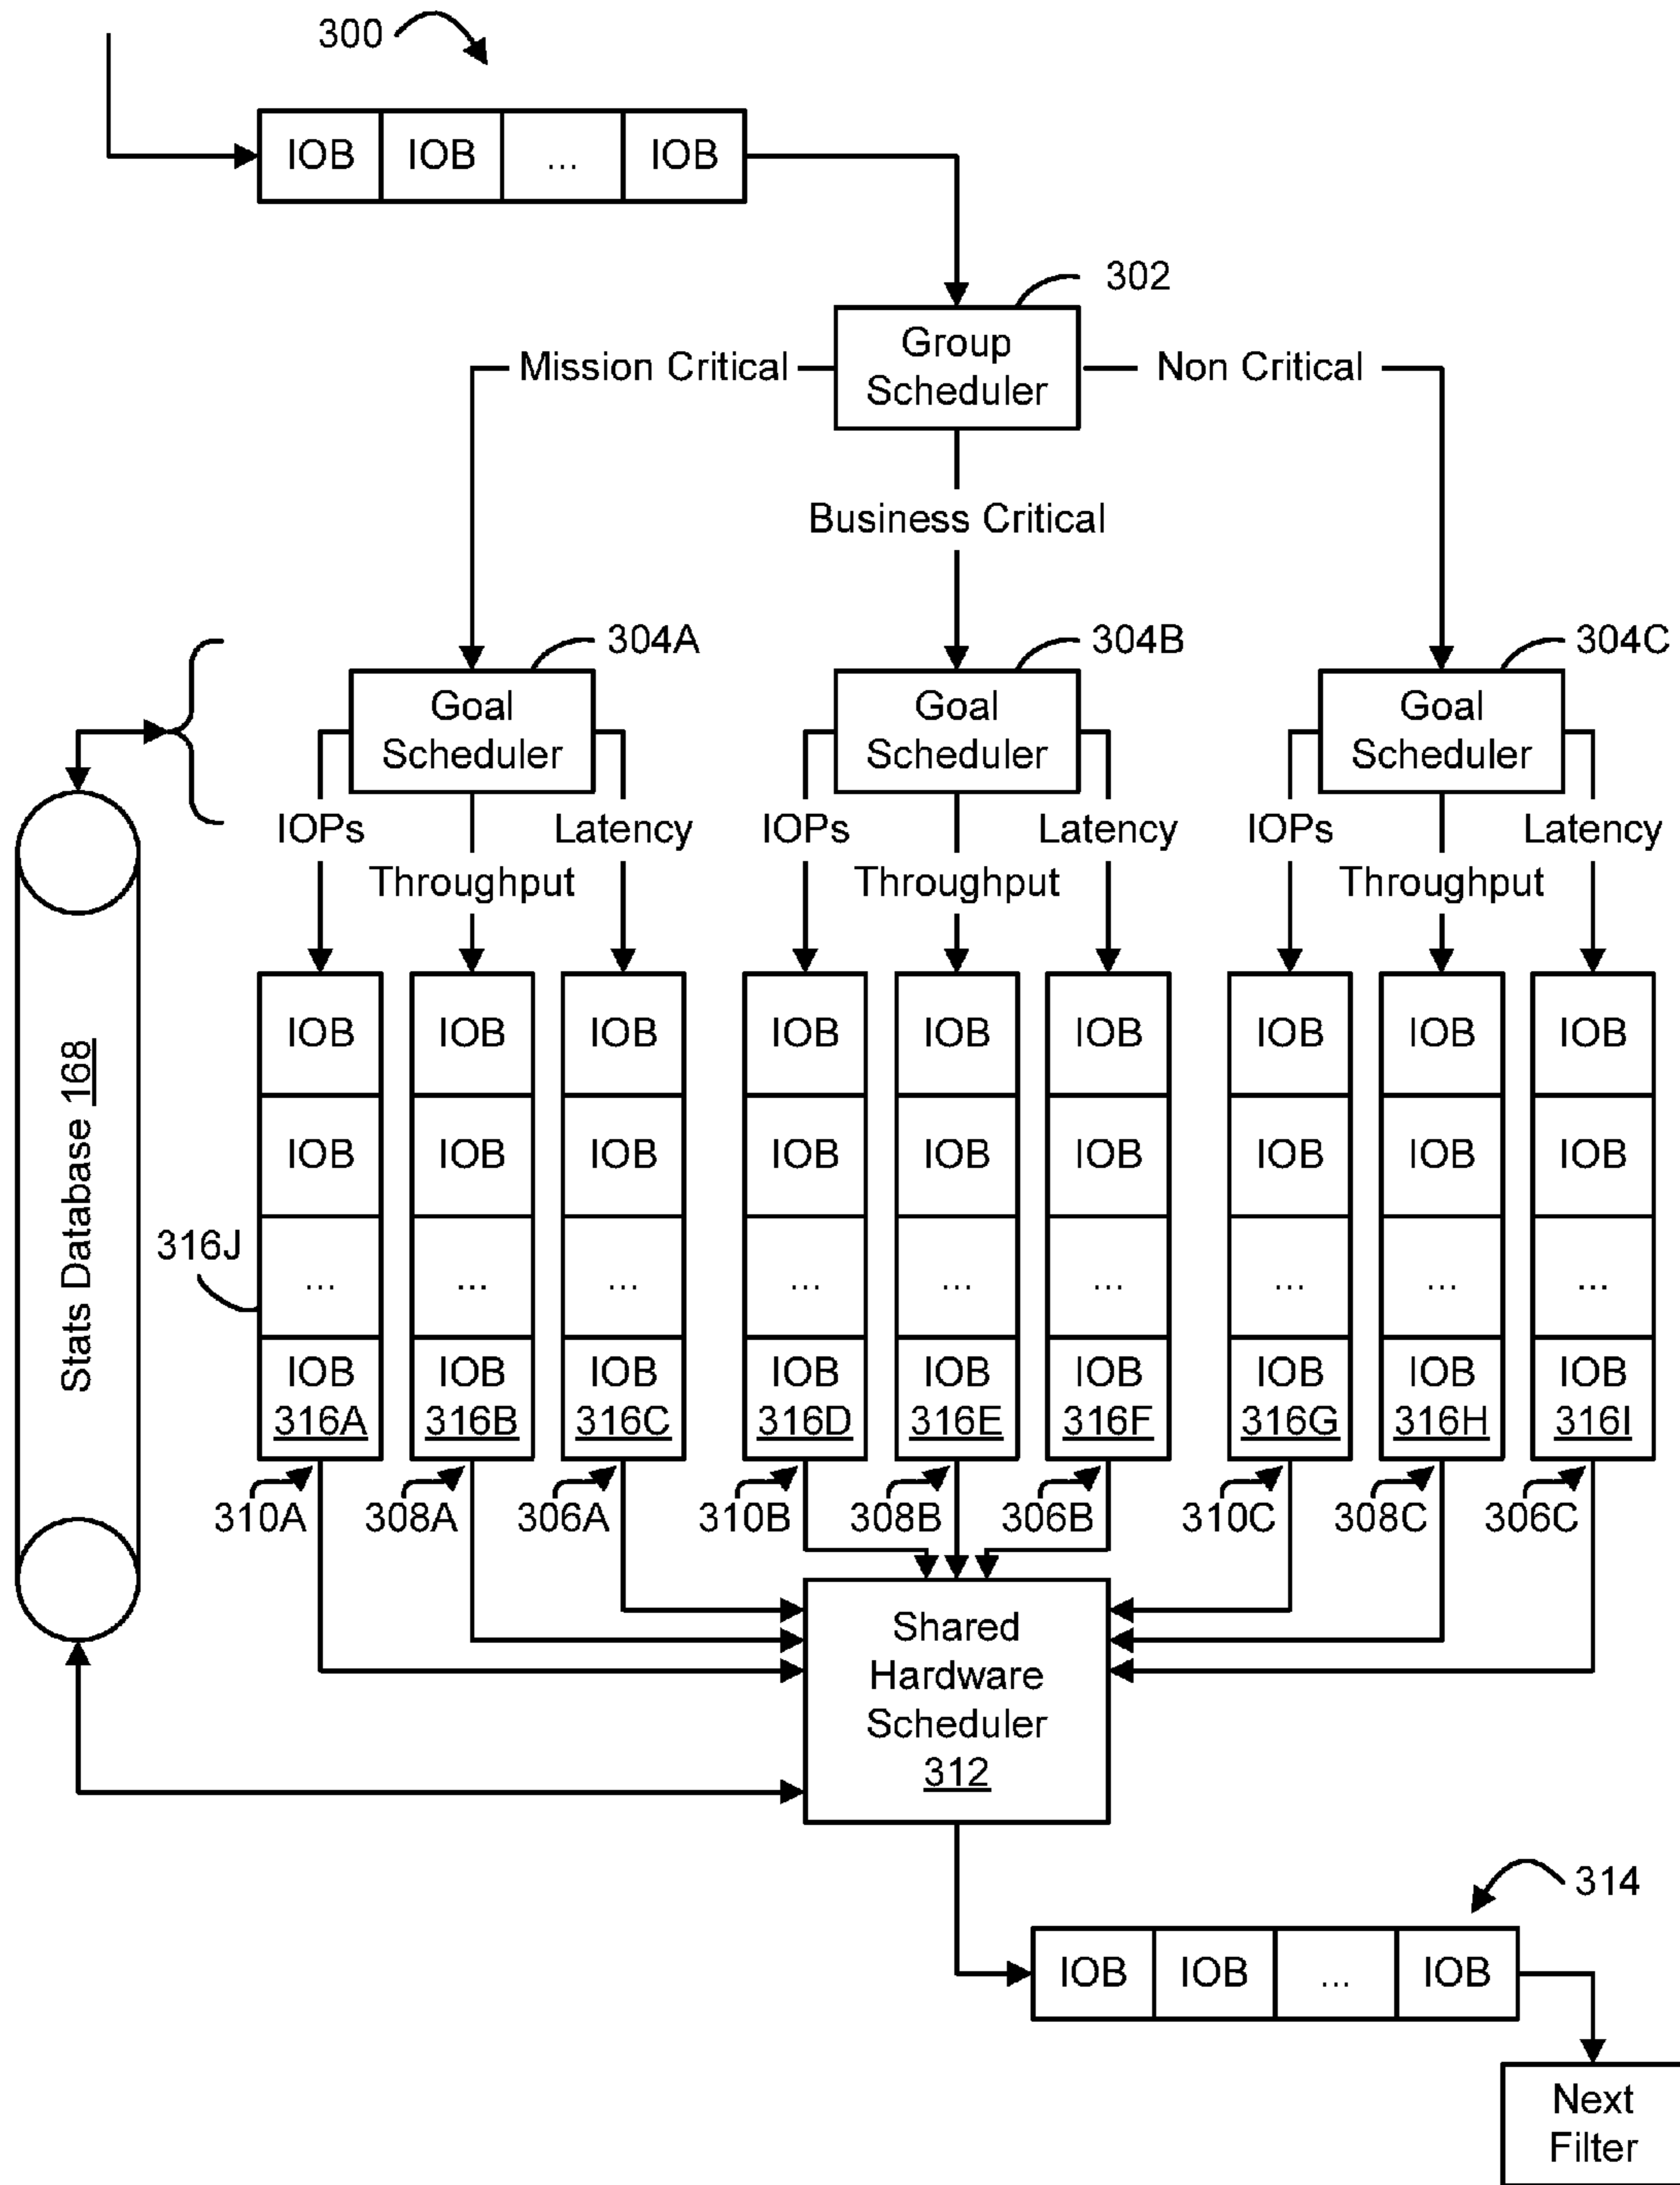 300
IOB IOB ... IOB
302
Group
Scheduler
Mission Critical
Non Critical
Business Critical
304A
304B
304C
Goal
Scheduler
Goal
Scheduler
Goal
Scheduler
IOPs
Latency
IOPs
Latency
IOPs
Latency
Throughput
Throughput
Throughput
Stats Database 168
IOB IOB IOB IOB IOB IOB IOB IOB IOB
IOB IOB IOB IOB IOB IOB IOB IOB IOB
316J
... ... ... ... ... ... ... ... ...
IOB IOB IOB IOB IOB IOB IOB IOB IOB
316A 316B 316C 316D 316E 316F 316G 316H 316I
310A 308A 306A 310B 308B 306B 310C 308C 306C
Shared
Hardware
Scheduler
312
314
IOB IOB ... IOB
Next
Filter